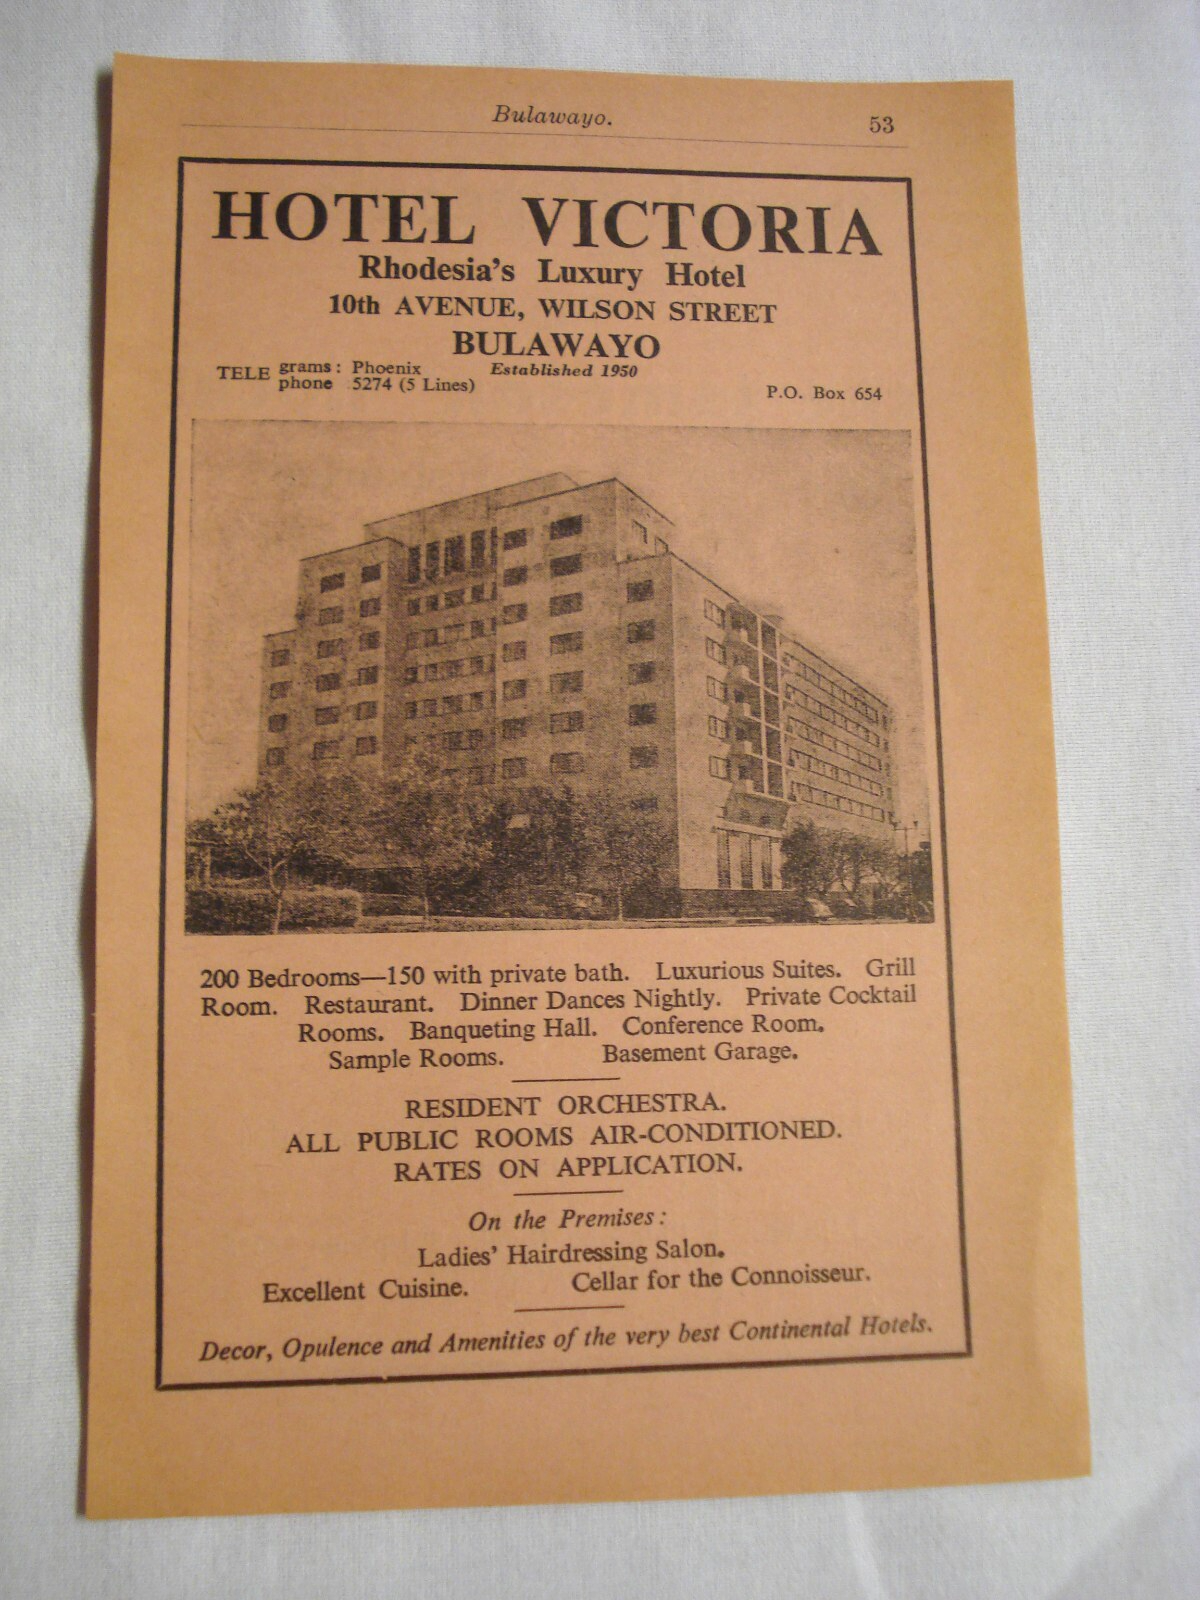 Bulawayo. 53
HOTEL VICTORIA
Rhodesia's Luxury Hotel
10th AVENUE, WILSON STREET
BULAWAYO
TELE grams: Phoenix Established 1950
phone 5274 (5 Lines) P.O. Box 654
200 Bedrooms—150 with private bath. Luxurious Suites. Grill
Room. Restaurant. Dinner Dances Nightly. Private Cocktail
Rooms. Banqueting Hall. Conference Room.
Sample Rooms. Basement Garage.
RESIDENT ORCHESTRA.
ALL PUBLIC ROOMS AIR-CONDITIONED.
RATES ON APPLICATION.
On the Premises:
Ladies' Hairdressing Salon.
Excellent Cuisine. Cellar for the Connoisseur.
Decor, Opulence and Amenities of the very best Continental Hotels.